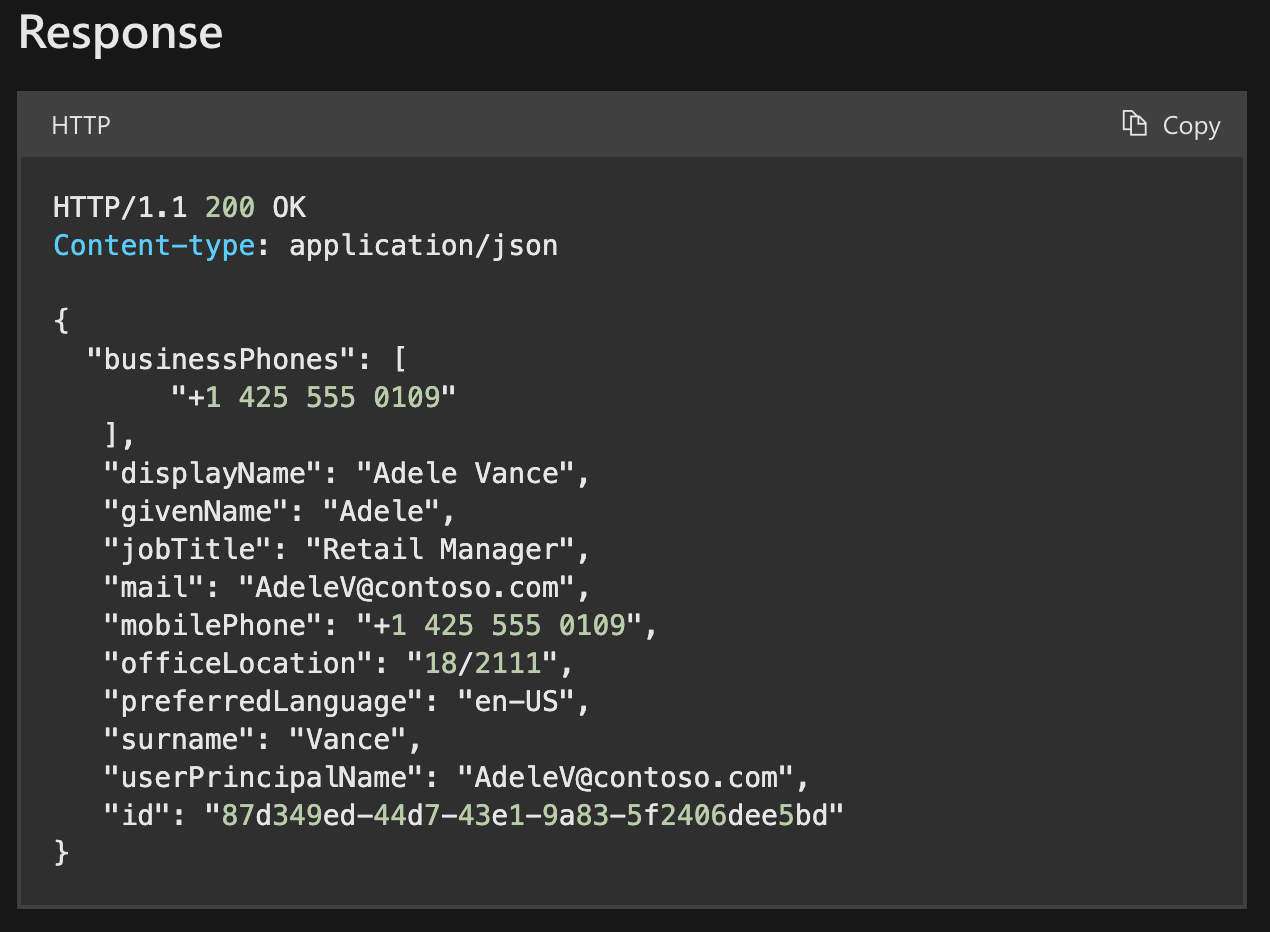 Response
HTTP
Copy
HTTP/1.1 200 OK
Content-type: application/json
{
"businessPhones": [
"+1 425 555 0109"
],
"displayName": "Adele Vance",
"givenName": "Adele",
"jobTitle": "Retail Manager",
"mail": "AdeleV@contoso.com",
"mobilePhone": "+1 425 555 0109",
"officeLocation": "18/2111",
"preferredLanguage": "en-US",
"surname": "Vance",
"userPrincipalName": "AdeleV@contoso.com",
"id": "87d349ed-44d7-43e1-9a83-5f2406dee5bd"
}